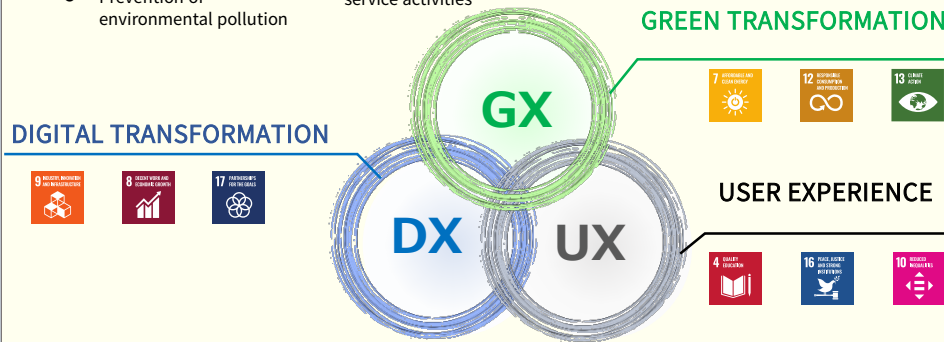 Prevention of
environmental pollution
service activities
GREEN TRANSFORMATION
7 AFFORDABLE AND
CLEAN ENERGY
12 RESPONSIBLE
CONSUMPTION
AND PRODUCTION
13 CLIMATE
ACTION
GX
DIGITAL TRANSFORMATION
9 INDUSTRY, INNOVATION
AND INFRASTRUCTURE
8 DECENT WORK AND
ECONOMIC GROWTH
17 PARTNERSHIPS
FOR THE GOALS
USER EXPERIENCE
DX
UX
4 QUALITY
EDUCATION
16 PEACE, JUSTICE
AND STRONG
INSTITUTIONS
10 REDUCED
INEQUALITIES